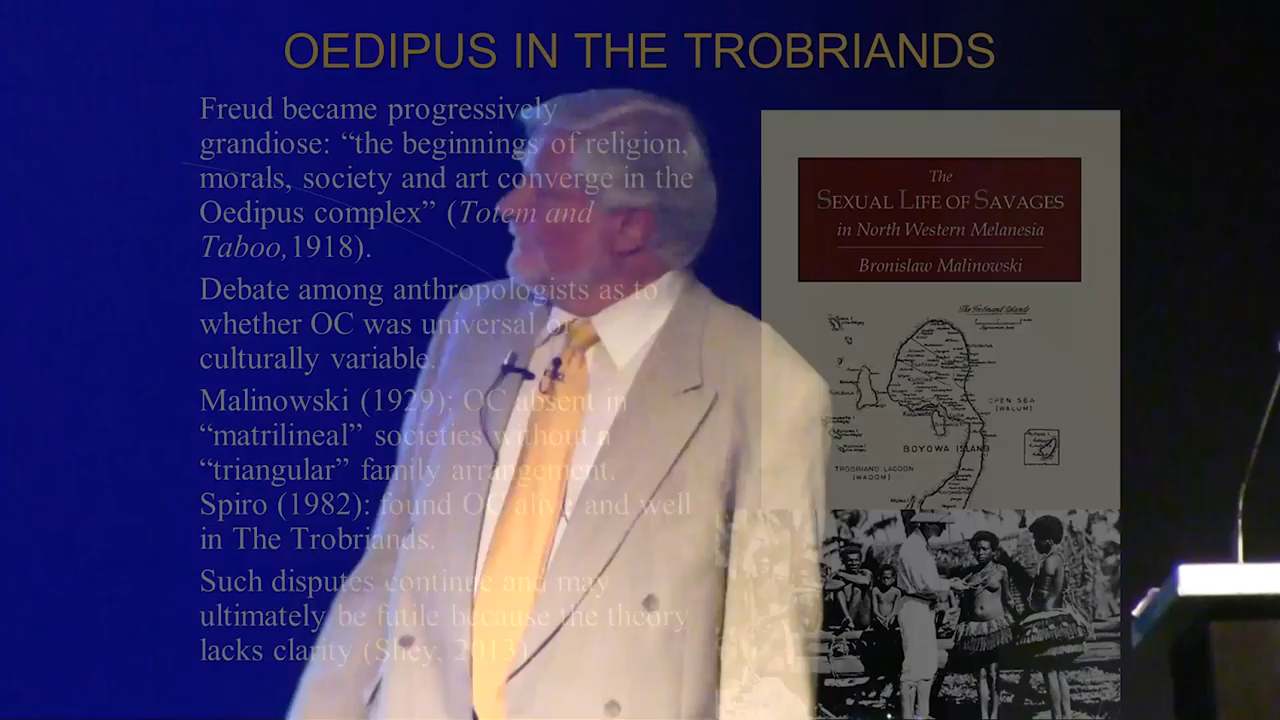 OEDIPUS IN THE TROBRIANDS
Freud became progressively
grandiose: “the beginnings of religion,
morals, society and art converge in the
Oedipus complex” (Totem and
Taboo,1918).
Debate among anthropologists as to
whether OC was universal or
culturally variable.
Malinowski (1929): OC absent in
“matrilineal” societies without a
“triangular” family arrangement.
Spiro (1982): found OC alive and well
in The Trobriands.
Such disputes continue and may
ultimately be futile because the theory
lacks clarity (Shey, 2013)
The
SEXUAL LIFE OF SAVAGES
in North Western Melanesia
Bronislaw Malinowski
OPEN SEA
(WALUM)
BOYOWA ISLAND
TROBRIAND LAGOON
(WADOM)